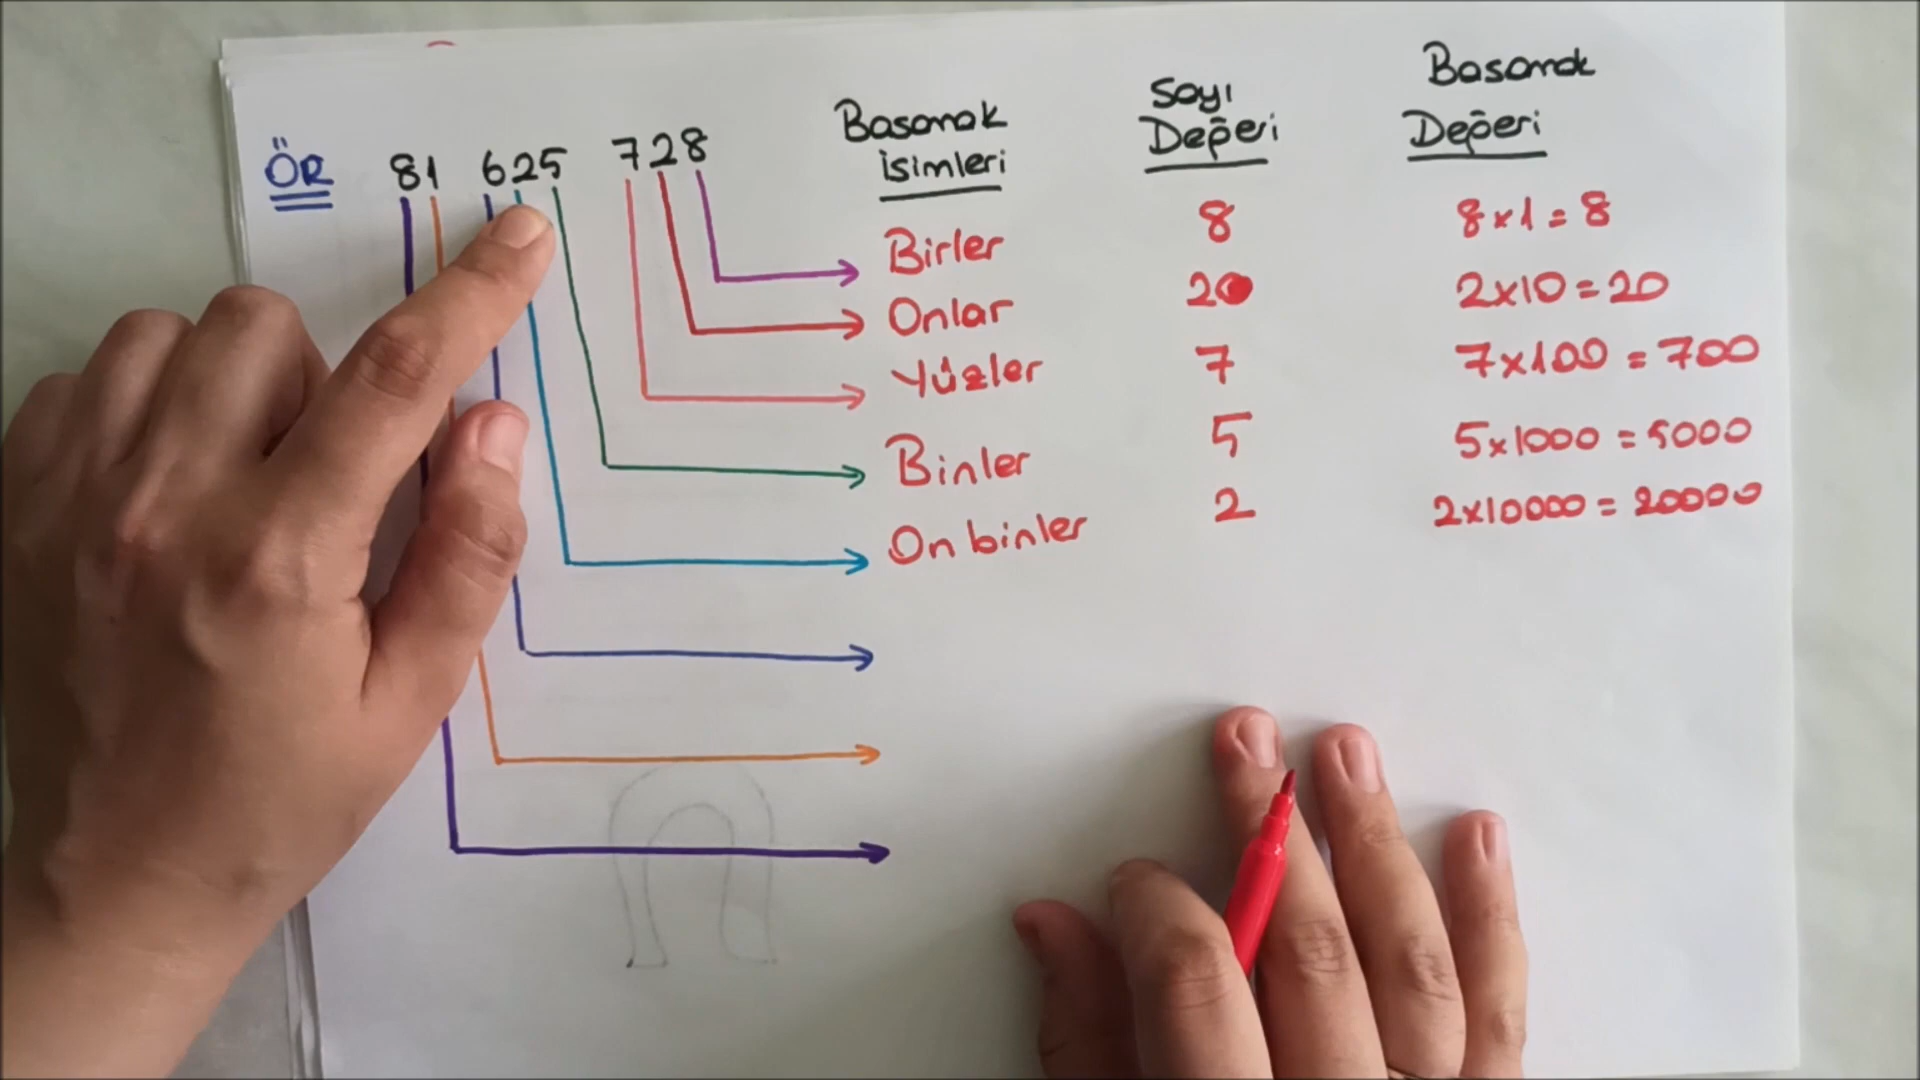 ÖR 81 625 728
Basamak İsimleri
Sayı Değeri
Basamak Değeri
Birler 8 8x1=8
Onlar 20 2x10=20
Yüzler 7 7x100=700
Binler 5 5x1000=5000
On binler 2 2x10000=20000